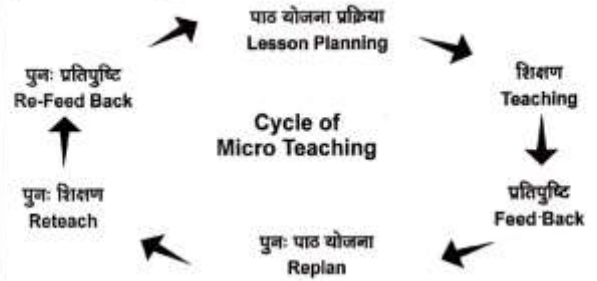 पाठ योजना प्रक्रिया
Lesson Planning
शिक्षण
Teaching
प्रतिपुष्टि
Feed Back
पुनः पाठ योजना
Replan
पुनः शिक्षण
Reteach
पुनः प्रतिपुष्टि
Re-Feed Back
Cycle of
Micro Teaching